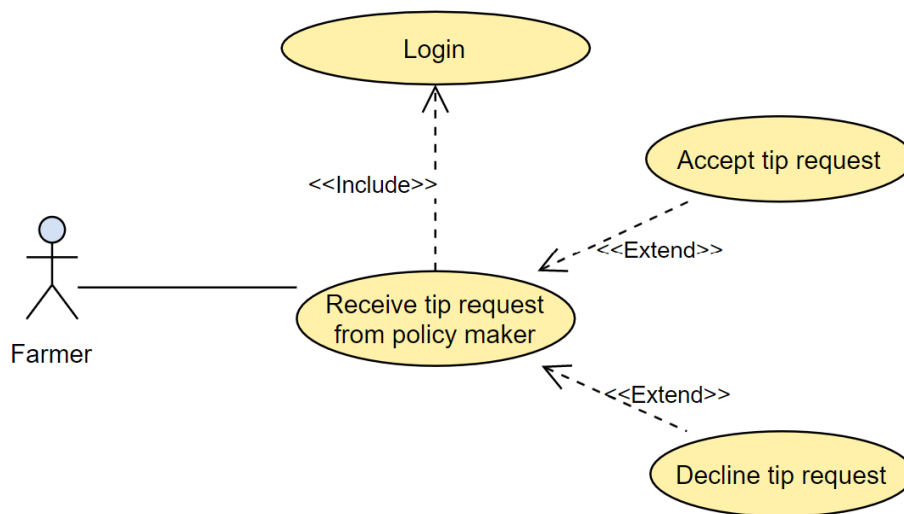 Login
Accept tip request
<<Include>>
<<Extend>>
Receive tip request
from policy maker
Farmer
<<Extend>>
Decline tip request